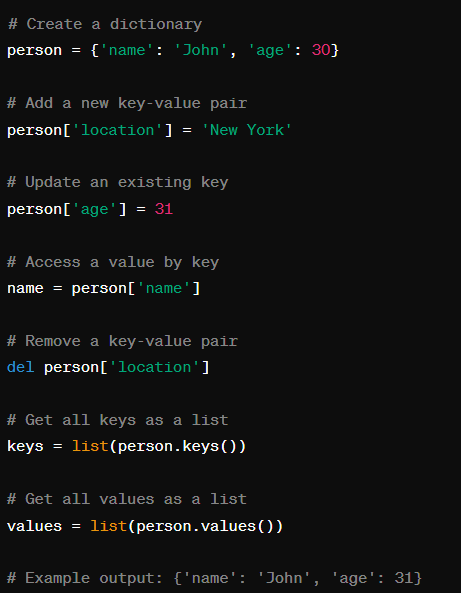 # Create a dictionary
person = {'name': 'John', 'age': 30}
# Add a new key-value pair
person['location'] = 'New York'
# Update an existing key
person['age'] = 31
# Access a value by key
name = person['name']
# Remove a key-value pair
del person['location']
# Get all keys as a list
keys = list(person.keys())
# Get all values as a list
values = list(person.values())
# Example output: {'name': 'John', 'age': 31}